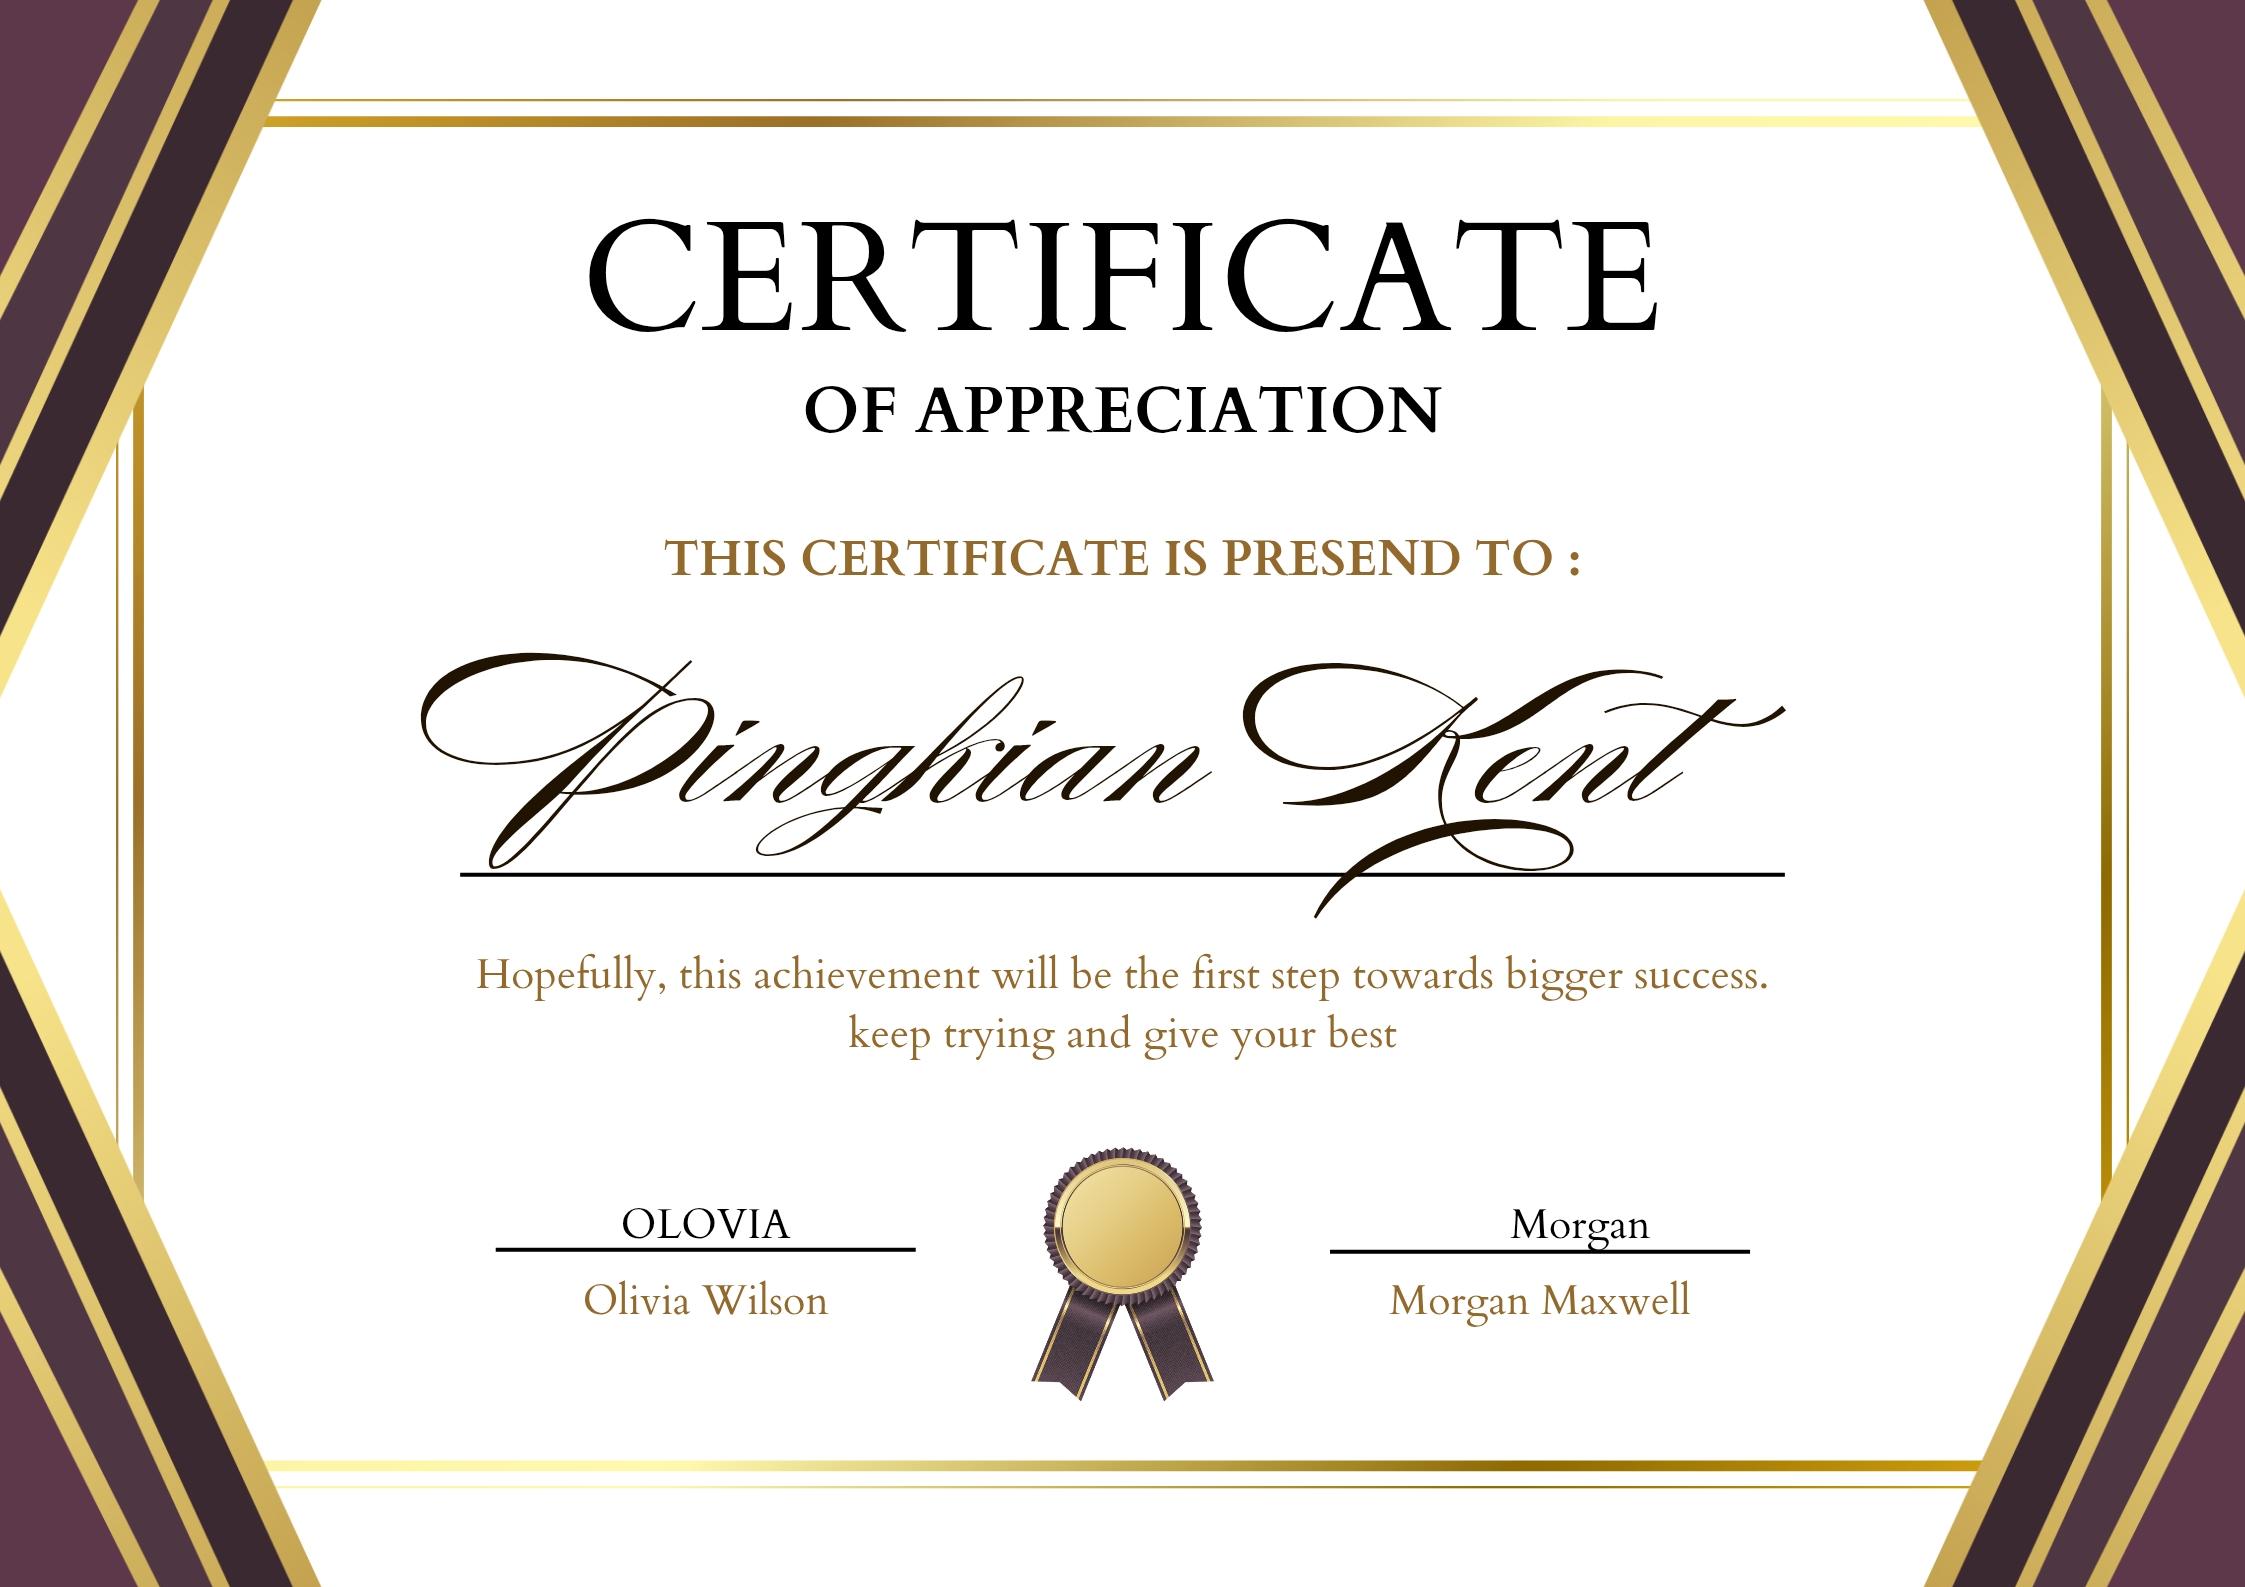 CERTIFICATE
OF APPRECIATION
THIS CERTIFICATE IS PRESEND TO :
Pingkian Kent
Hopefully, this achievement will be the first step towards bigger success.
keep trying and give your best
OLOVIA
Olivia Wilson
Morgan
Morgan Maxwell